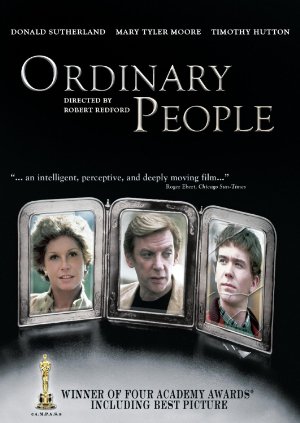 DONALD SUTHERLAND MARY TYLER MOORE TIMOTHY HUTTON
ORDINARY
DIRECTED BY
ROBERT REDFORD
PEOPLE
"... an intelligent, perceptive, and deeply moving film..."
Roger Ebert, Chicago Sun-Times
WINNER OF FOUR ACADEMY AWARDS®
INCLUDING BEST PICTURE
©A.M.P.A.S.®